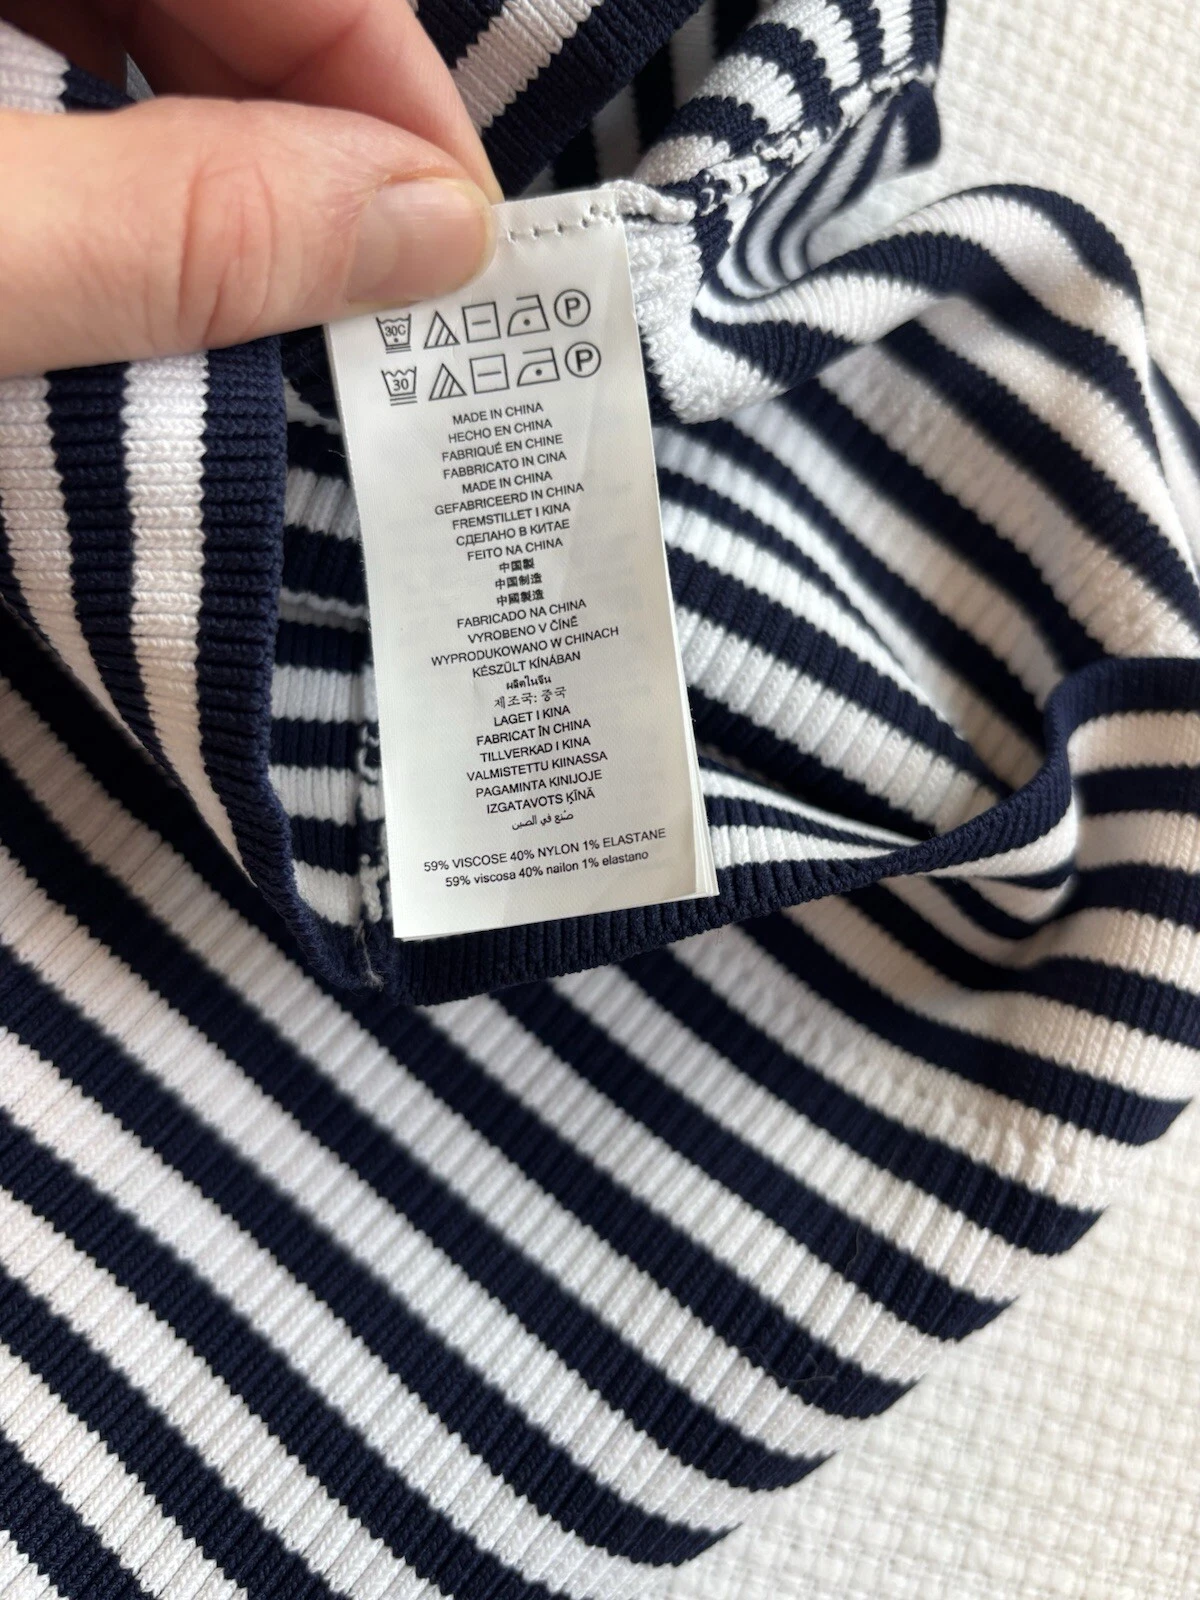 30C P
30 P
MADE IN CHINA
HECHO EN CHINA
FABRIQUÉ EN CHINE
FABBRICATO IN CINA
MADE IN CHINA
GEFABRICEERD IN CHINA
FREMSTILLET I KINA
СДЕЛАНО В КИТАЕ
FEITO NA CHINA
中国製
中国制造
中國製造
FABRICADO NA CHINA
VYROBENO V ČÍNĚ
WYPRODUKOWANO W CHINACH
KÉSZÜLT KÍNÁBAN
ผลิตในจีน
제조국: 중국
LAGET I KINA
FABRICAT ÎN CHINA
TILLVERKAD I KINA
VALMISTETTU KIINASSA
PAGAMINTA KINIJOJE
IZGATAVOTS ĶĪNĀ
صنع في الصين
59% VISCOSE 40% NYLON 1% ELASTANE
59% viscosa 40% nailon 1% elastano